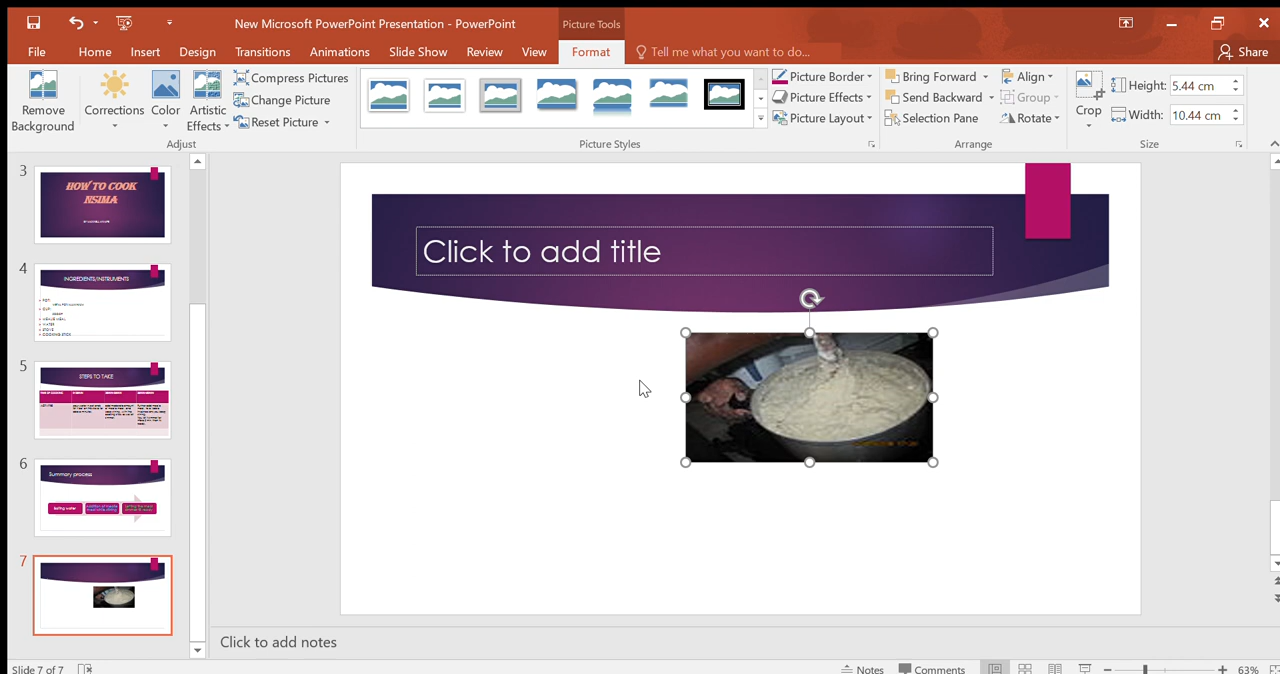 New Microsoft PowerPoint Presentation - PowerPoint
Picture Tools
File
Home
Insert
Design
Transitions
Animations
Slide Show
Review
View
Format
Tell me what you want to do...
Share
Remove
Background
Corrections
Color
Artistic
Effects
Compress Pictures
Change Picture
Reset Picture
Adjust
Picture Styles
Picture Border
Picture Effects
Picture Layout
Bring Forward
Send Backward
Selection Pane
Align
Group
Rotate
Arrange
Crop
Height: 5.44 cm
Width: 10.44 cm
Size
3
HOW TO COOK
NSIMA
4
INGREDIENTS/INSTRUMENTS
5
STEPS TO TAKE
6
Summary process
Boiling water
7
Click to add title
Click to add notes
Slide 7 of 7
Notes
Comments
63%